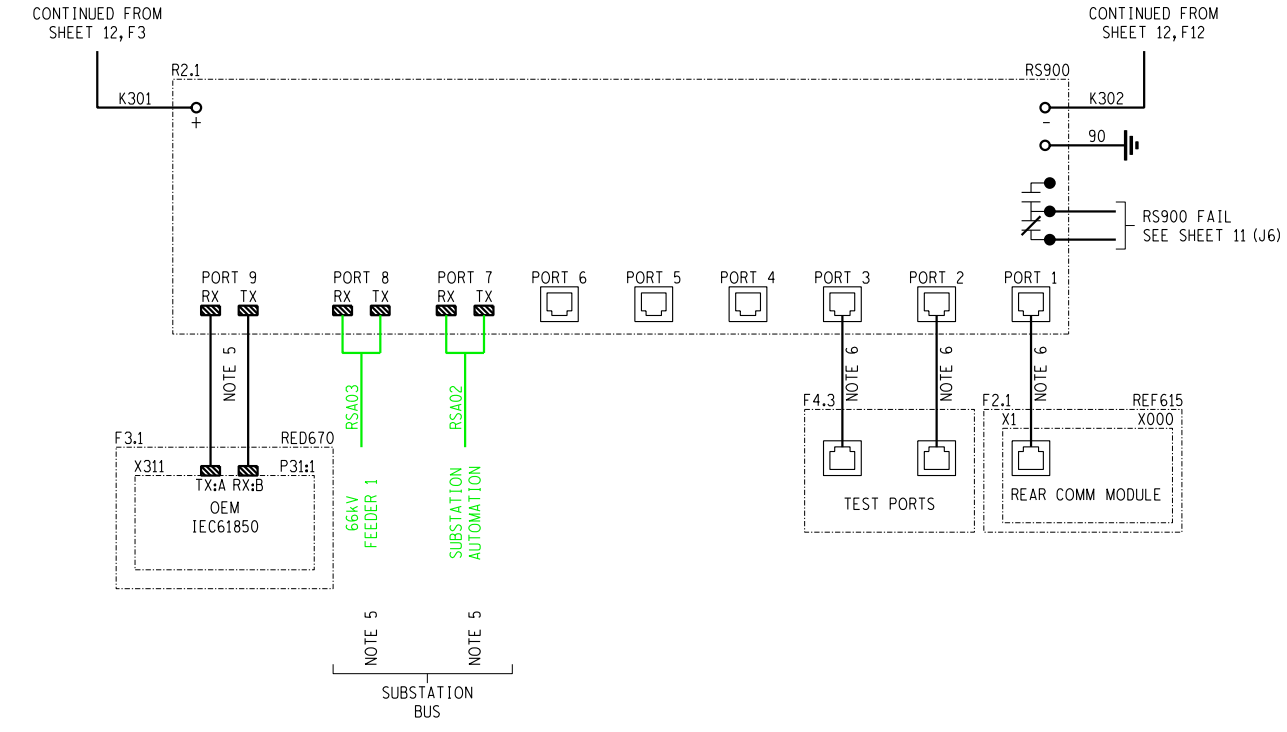 CONTINUED FROM
SHEET 12,F3
CONTINUED FROM
SHEET 12,F12
R2.1
RS900
K301
+
K302
-
90
RS900 FAIL
SEE SHEET 11 (J6)
PORT 9
PORT 8
PORT 7
PORT 6
PORT 5
PORT 4
PORT 3
PORT 2
PORT 1
RX TX
RX TX
RX TX
NOTE 5
RSA03
RSA02
NOTE 6
NOTE 6
NOTE 6
F4.3
F2.1
REF615
X1
X000
F3.1
RED670
X311
P31:1
TX:A RX:B
OEM
IEC61850
66kV
FEEDER 1
SUBSTATION
AUTOMATION
TEST PORTS
REAR COMM MODULE
NOTE 5
NOTE 5
SUBSTATION
BUS